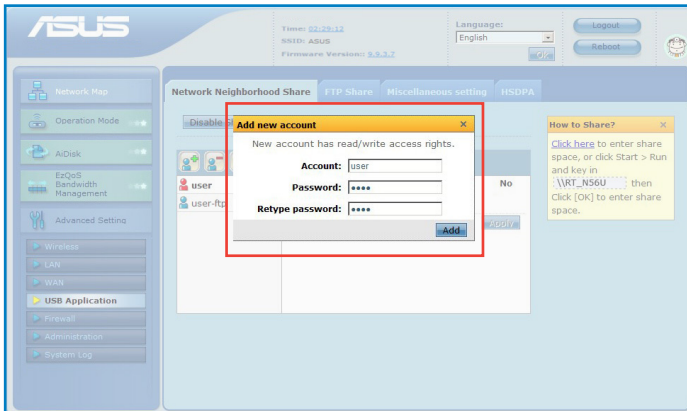 ASUS
Time: 02:29:12
SSID: ASUS
Firmware Version:: 9.9.2.7
Language:
English
OK
Logout
Reboot
Network Map
Operation Mode
AiDisk
EzQoS
Bandwidth
Management
Advanced Setting
Wireless
LAN
WAN
USB Application
Firewall
Administration
System Log
Network Neighborhood Share FTP Share Miscellaneous setting HSDPA
Disable
Add new account ×
New account has read/write access rights.
Account: user
Password: ••••
Retype password: ••••
Add
user
user-ftp
No
Apply
How to Share? ×
Click here to enter share
space, or click Start > Run
and key in
\\RT_N56U then
Click [OK] to enter share
space.